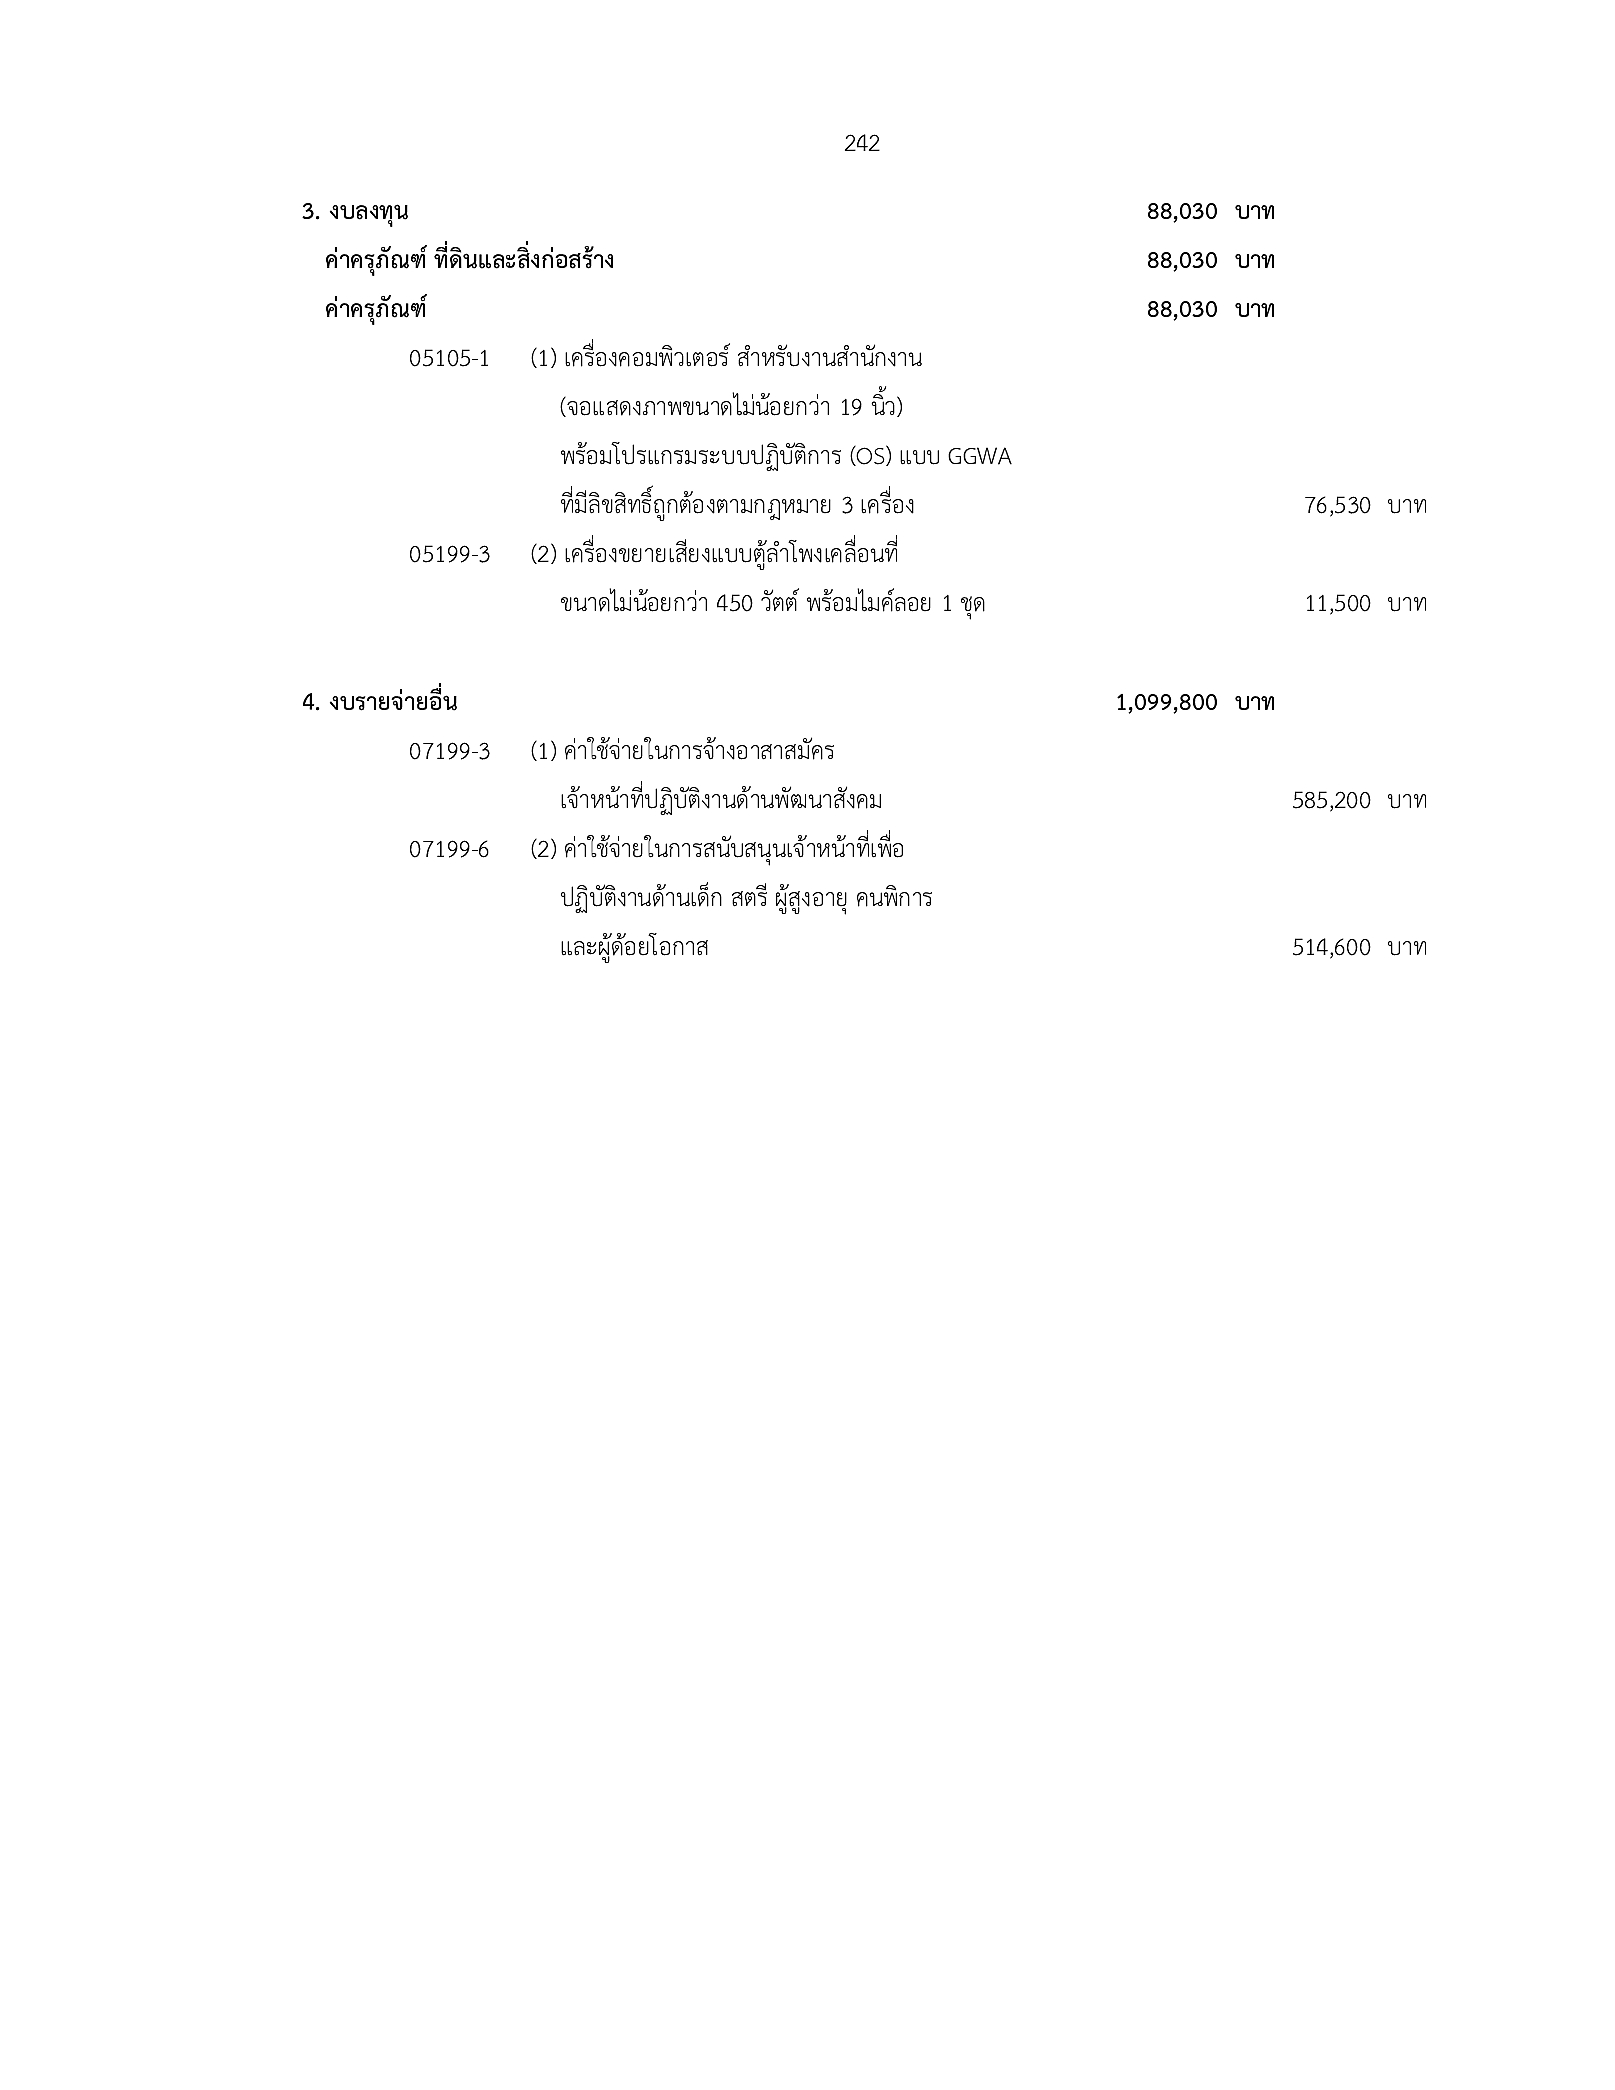 242
3. งบลงทุน 88,030 บาท
ค่าครุภัณฑ์ ที่ดินและสิ่งก่อสร้าง 88,030 บาท
ค่าครุภัณฑ์ 88,030 บาท
05105-1 (1) เครื่องคอมพิวเตอร์ สำหรับงานสำนักงาน
(จอแสดงภาพขนาดไม่น้อยกว่า 19 นิ้ว)
พร้อมโปรแกรมระบบปฏิบัติการ (OS) แบบ GGWA
ที่มีลิขสิทธิ์ถูกต้องตามกฎหมาย 3 เครื่อง 76,530 บาท
05199-3 (2) เครื่องขยายเสียงแบบตู้ลำโพงเคลื่อนที่
ขนาดไม่น้อยกว่า 450 วัตต์ พร้อมไมค์ลอย 1 ชุด 11,500 บาท
4. งบรายจ่ายอื่น 1,099,800 บาท
07199-3 (1) ค่าใช้จ่ายในการจ้างอาสาสมัคร
เจ้าหน้าที่ปฏิบัติงานด้านพัฒนาสังคม 585,200 บาท
07199-6 (2) ค่าใช้จ่ายในการสนับสนุนเจ้าหน้าที่เพื่อ
ปฏิบัติงานด้านเด็ก สตรี ผู้สูงอายุ คนพิการ
และผู้ด้อยโอกาส 514,600 บาท